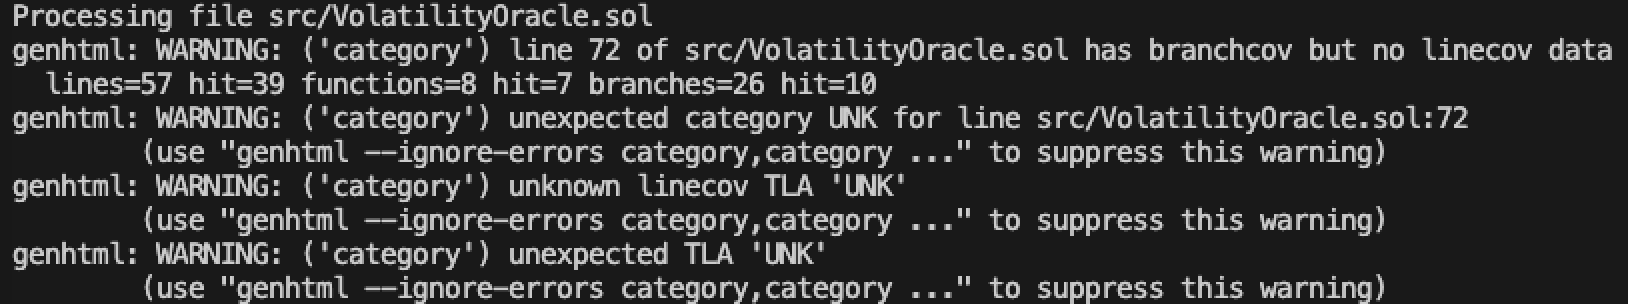 Processing file src/VolatilityOracle.sol
genhtml: WARNING: ('category') line 72 of src/VolatilityOracle.sol has branchcov but no linecov data
  lines=57 hit=39 functions=8 hit=7 branches=26 hit=10
genhtml: WARNING: ('category') unexpected category UNK for line src/VolatilityOracle.sol:72
        (use "genhtml --ignore-errors category,category ..." to suppress this warning)
genhtml: WARNING: ('category') unknown linecov TLA 'UNK'
        (use "genhtml --ignore-errors category,category ..." to suppress this warning)
genhtml: WARNING: ('category') unexpected TLA 'UNK'
        (use "genhtml --ignore-errors category,category ..." to suppress this warning)